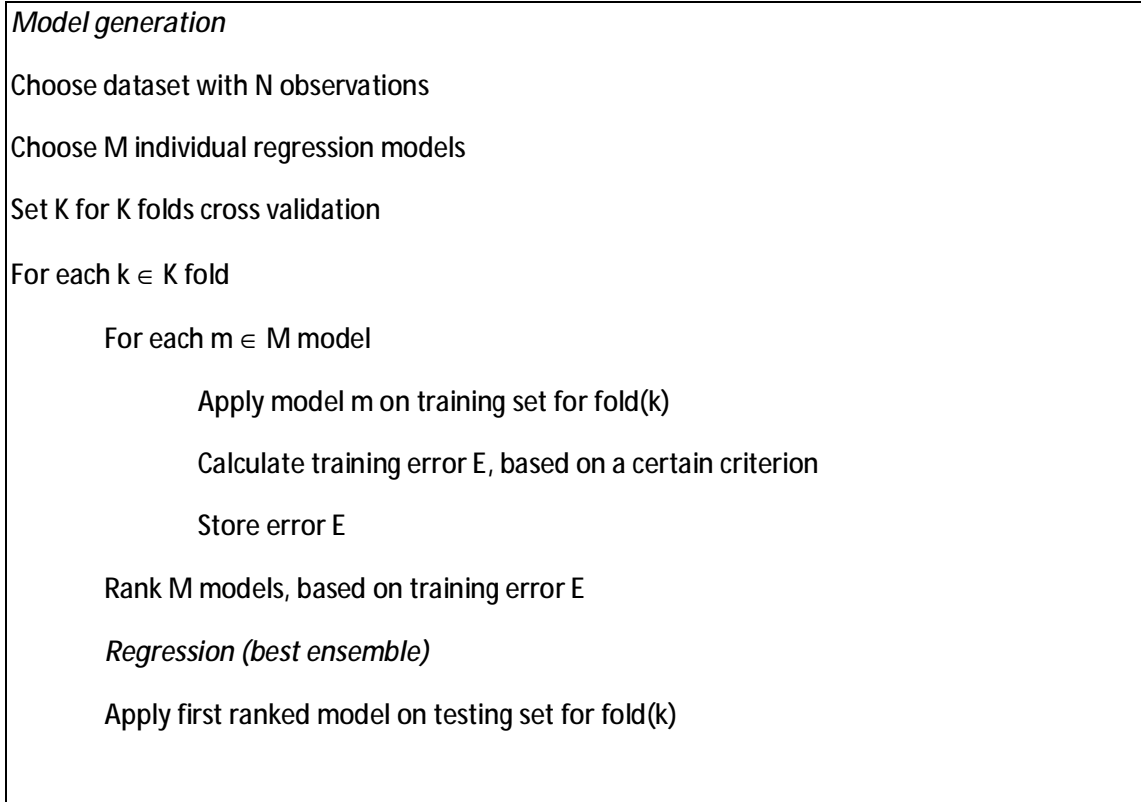 Model generation
Choose dataset with N observations
Choose M individual regression models
Set K for K folds cross validation
For each k ∈ K fold
For each m ∈ M model
Apply model m on training set for fold(k)
Calculate training error E, based on a certain criterion
Store error E
Rank M models, based on training error E
Regression (best ensemble)
Apply first ranked model on testing set for fold(k)